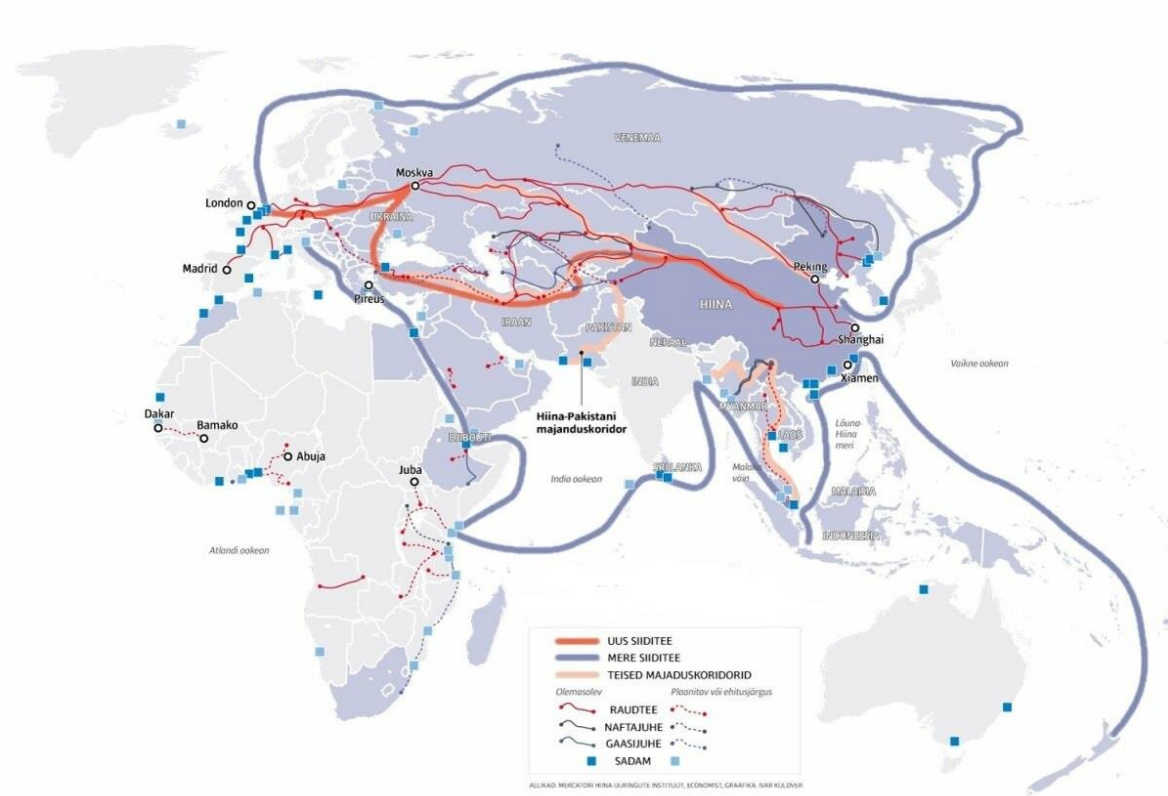 VENEMAA
Moskva
London
UKRAINA
Madrid
Pireus
Peking
HIINA
IRAAN
PAKISTAN
NEPAAL
INDIA
Shanghai
Xiamen
Vaikne ookean
Hiina-Pakistani
majanduskoridor
MYANMAR
LAOS
Lõuna-
Hiina
meri
Dakar
Bamako
Abuja
DJIBOUTI
Juba
India ookean
SRI LANKA
Malaka
väin
MALAISIA
INDONEESIA
Atlandi ookean
UUS SIIDITEE
MERE SIIDITEE
TEISED MAJADUSKORIDORID
Olemasolev
Plaanitav või ehitusjärgus
RAUDTEE
NAFTAJUHE
GAASIJUHE
SADAM
ALLIKAD: MERCATORI HIINA-UURINGUTE INSTITUUT, ECONOMIST, GRAAFIKA: IVAR KULDVER